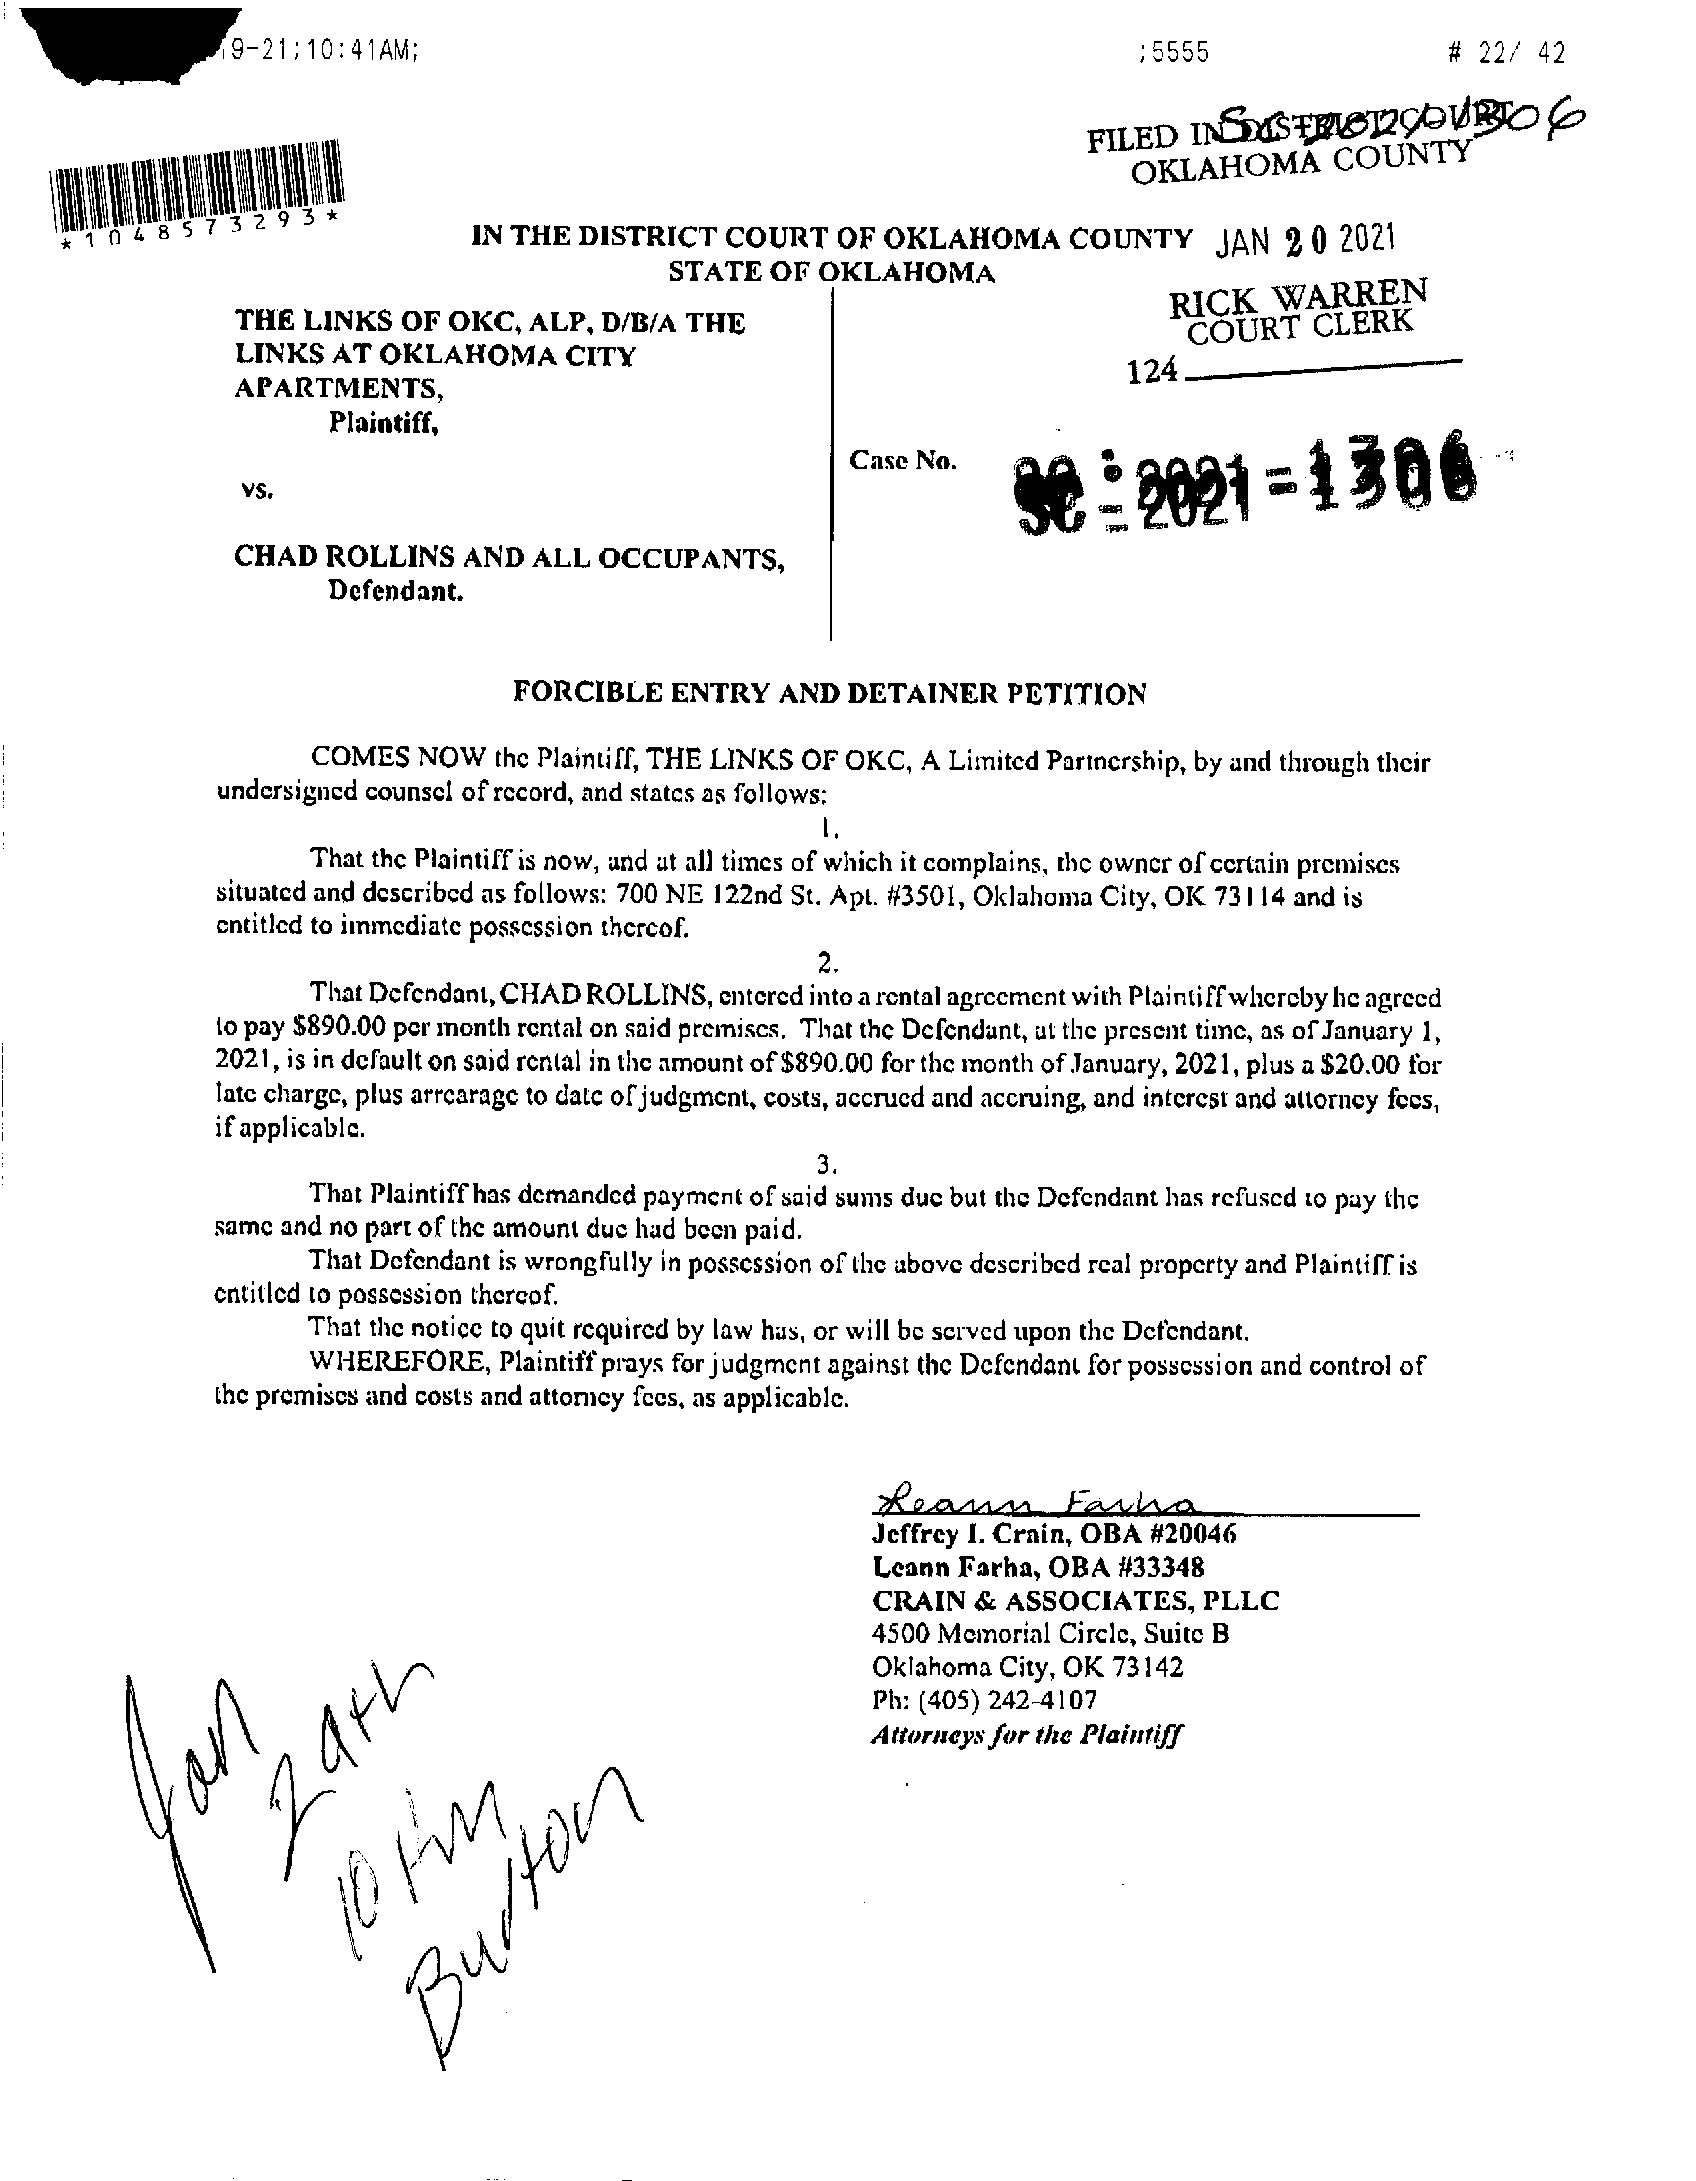 9-21;10:41AM; ;5555 # 22/ 42
FILED IN DISTRICT COURT
OKLAHOMA COUNTY
*1048573293*
IN THE DISTRICT COURT OF OKLAHOMA COUNTY JAN 20 2021
STATE OF OKLAHOMA
RICK WARREN
COURT CLERK
124
THE LINKS OF OKC, ALP, D/B/A THE
LINKS AT OKLAHOMA CITY
APARTMENTS,
Plaintiff,
Case No. SC - 2021 - 1306
vs.
CHAD ROLLINS AND ALL OCCUPANTS,
Defendant.
FORCIBLE ENTRY AND DETAINER PETITION
COMES NOW the Plaintiff, THE LINKS OF OKC, A Limited Partnership, by and through their
undersigned counsel of record, and states as follows:
1.
That the Plaintiff is now, and at all times of which it complains, the owner of certain premises
situated and described as follows: 700 NE 122nd St. Apt. #3501, Oklahoma City, OK 73114 and is
entitled to immediate possession thereof.
2.
That Defendant, CHAD ROLLINS, entered into a rental agreement with Plaintiff whereby he agreed
to pay $890.00 per month rental on said premises. That the Defendant, at the present time, as of January 1,
2021, is in default on said rental in the amount of $890.00 for the month of January, 2021, plus a $20.00 for
late charge, plus arrearage to date of judgment, costs, accrued and accruing, and interest and attorney fees,
if applicable.
3.
That Plaintiff has demanded payment of said sums due but the Defendant has refused to pay the
same and no part of the amount due had been paid.
That Defendant is wrongfully in possession of the above described real property and Plaintiff is
entitled to possession thereof.
That the notice to quit required by law has, or will be served upon the Defendant.
WHEREFORE, Plaintiff prays for judgment against the Defendant for possession and control of
the premises and costs and attorney fees, as applicable.
Leann Farha
Jeffrey I. Crain, OBA #20046
Leann Farha, OBA #33348
CRAIN & ASSOCIATES, PLLC
4500 Memorial Circle, Suite B
Oklahoma City, OK 73142
Ph: (405) 242-4107
Attorneys for the Plaintiff
Jan
29th
10 AM